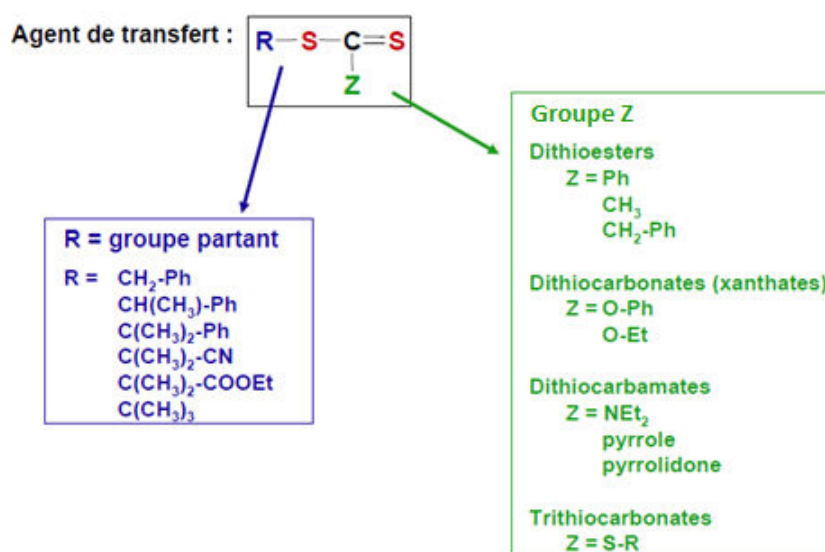 Agent de transfert :
R—S—C=S
Z
Groupe Z
Dithioesters
Z = Ph
CH₃
CH₂-Ph
Dithiocarbonates (xanthates)
Z = O-Ph
O-Et
Dithiocarbamates
Z = NEt₂
pyrrole
pyrrolidone
Trithiocarbonates
Z = S-R
R = groupe partant
R = CH₂-Ph
CH(CH₃)-Ph
C(CH₃)₂-Ph
C(CH₃)₂-CN
C(CH₃)₂-COOEt
C(CH₃)₃